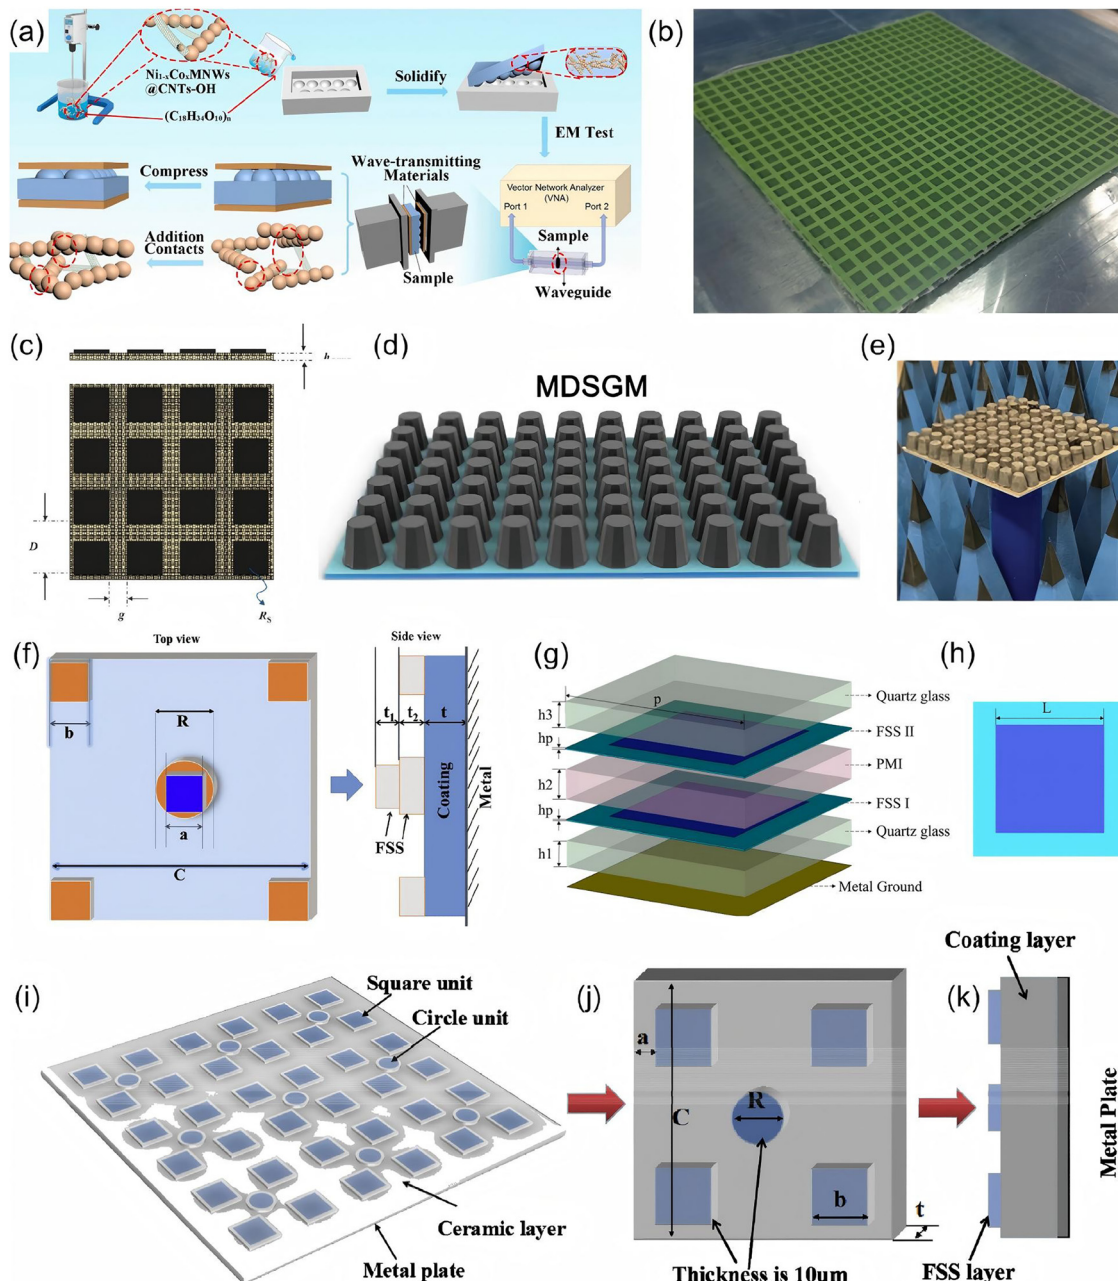 (a)
Ni1-xCoxMNWs
@CNTs-OH
(C18H34O10)n
Solidify
EM Test
Compress
Wave-transmitting
Materials
Vector Network Analyzer
(VNA)
Port 1
Port 2
Addition
Contacts
Sample
Sample
Waveguide
(b)
(c)
h
D
g
RS
(d)
MDSGM
(e)
(f)
Top view
b
R
a
C
Side view
t1
t2
t
Coating
Metal
FSS
(g)
p
h3
hp
h2
hp
h1
Quartz glass
FSS II
PMI
FSS I
Quartz glass
Metal Ground
(h)
L
(i)
Square unit
Circle unit
Ceramic layer
Metal plate
(j)
a
C
R
b
t
Thickness is 10um
(k)
Coating layer
Metal Plate
FSS layer